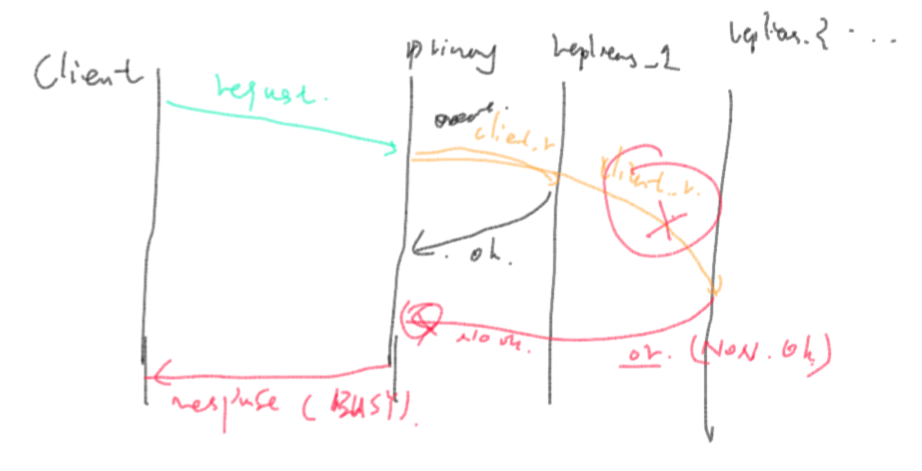 Client
primary
replicas_1
replicas_2 ...
request.
client_r
client_r.
ok.
No ok.
or. (NON. Ok)
response (BUSY).